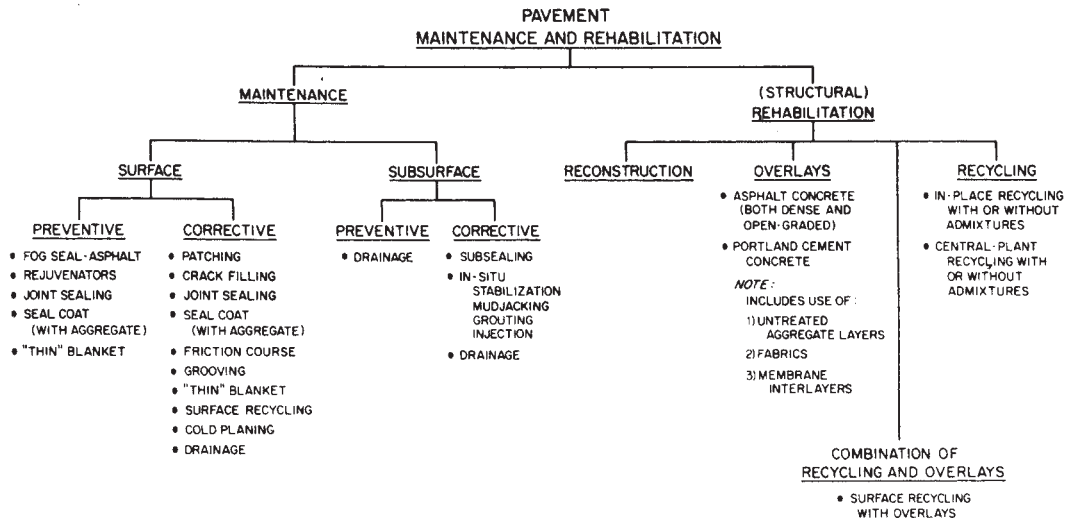 PAVEMENT
MAINTENANCE AND REHABILITATION
MAINTENANCE
(STRUCTURAL)
REHABILITATION
SURFACE
SUBSURFACE
PREVENTIVE
• FOG SEAL-ASPHALT
• REJUVENATORS
• JOINT SEALING
• SEAL COAT
(WITH AGGREGATE)
• "THIN" BLANKET
CORRECTIVE
• PATCHING
• CRACK FILLING
• JOINT SEALING
• SEAL COAT
(WITH AGGREGATE)
• FRICTION COURSE
• GROOVING
• "THIN" BLANKET
• SURFACE RECYCLING
• COLD PLANING
• DRAINAGE
PREVENTIVE
• DRAINAGE
CORRECTIVE
• SUBSEALING
• IN-SITU
STABILIZATION
MUDJACKING
GROUTING
INJECTION
• DRAINAGE
RECONSTRUCTION
OVERLAYS
• ASPHALT CONCRETE
(BOTH DENSE AND
OPEN-GRADED)
• PORTLAND CEMENT
CONCRETE
NOTE:
INCLUDES USE OF:
1) UNTREATED
AGGREGATE LAYERS
2) FABRICS
3) MEMBRANE
INTERLAYERS
RECYCLING
• IN-PLACE RECYCLING
WITH OR WITHOUT
ADMIXTURES
• CENTRAL-PLANT
RECYCLING WITH
OR WITHOUT
ADMIXTURES
COMBINATION OF
RECYCLING AND OVERLAYS
• SURFACE RECYCLING
WITH OVERLAYS